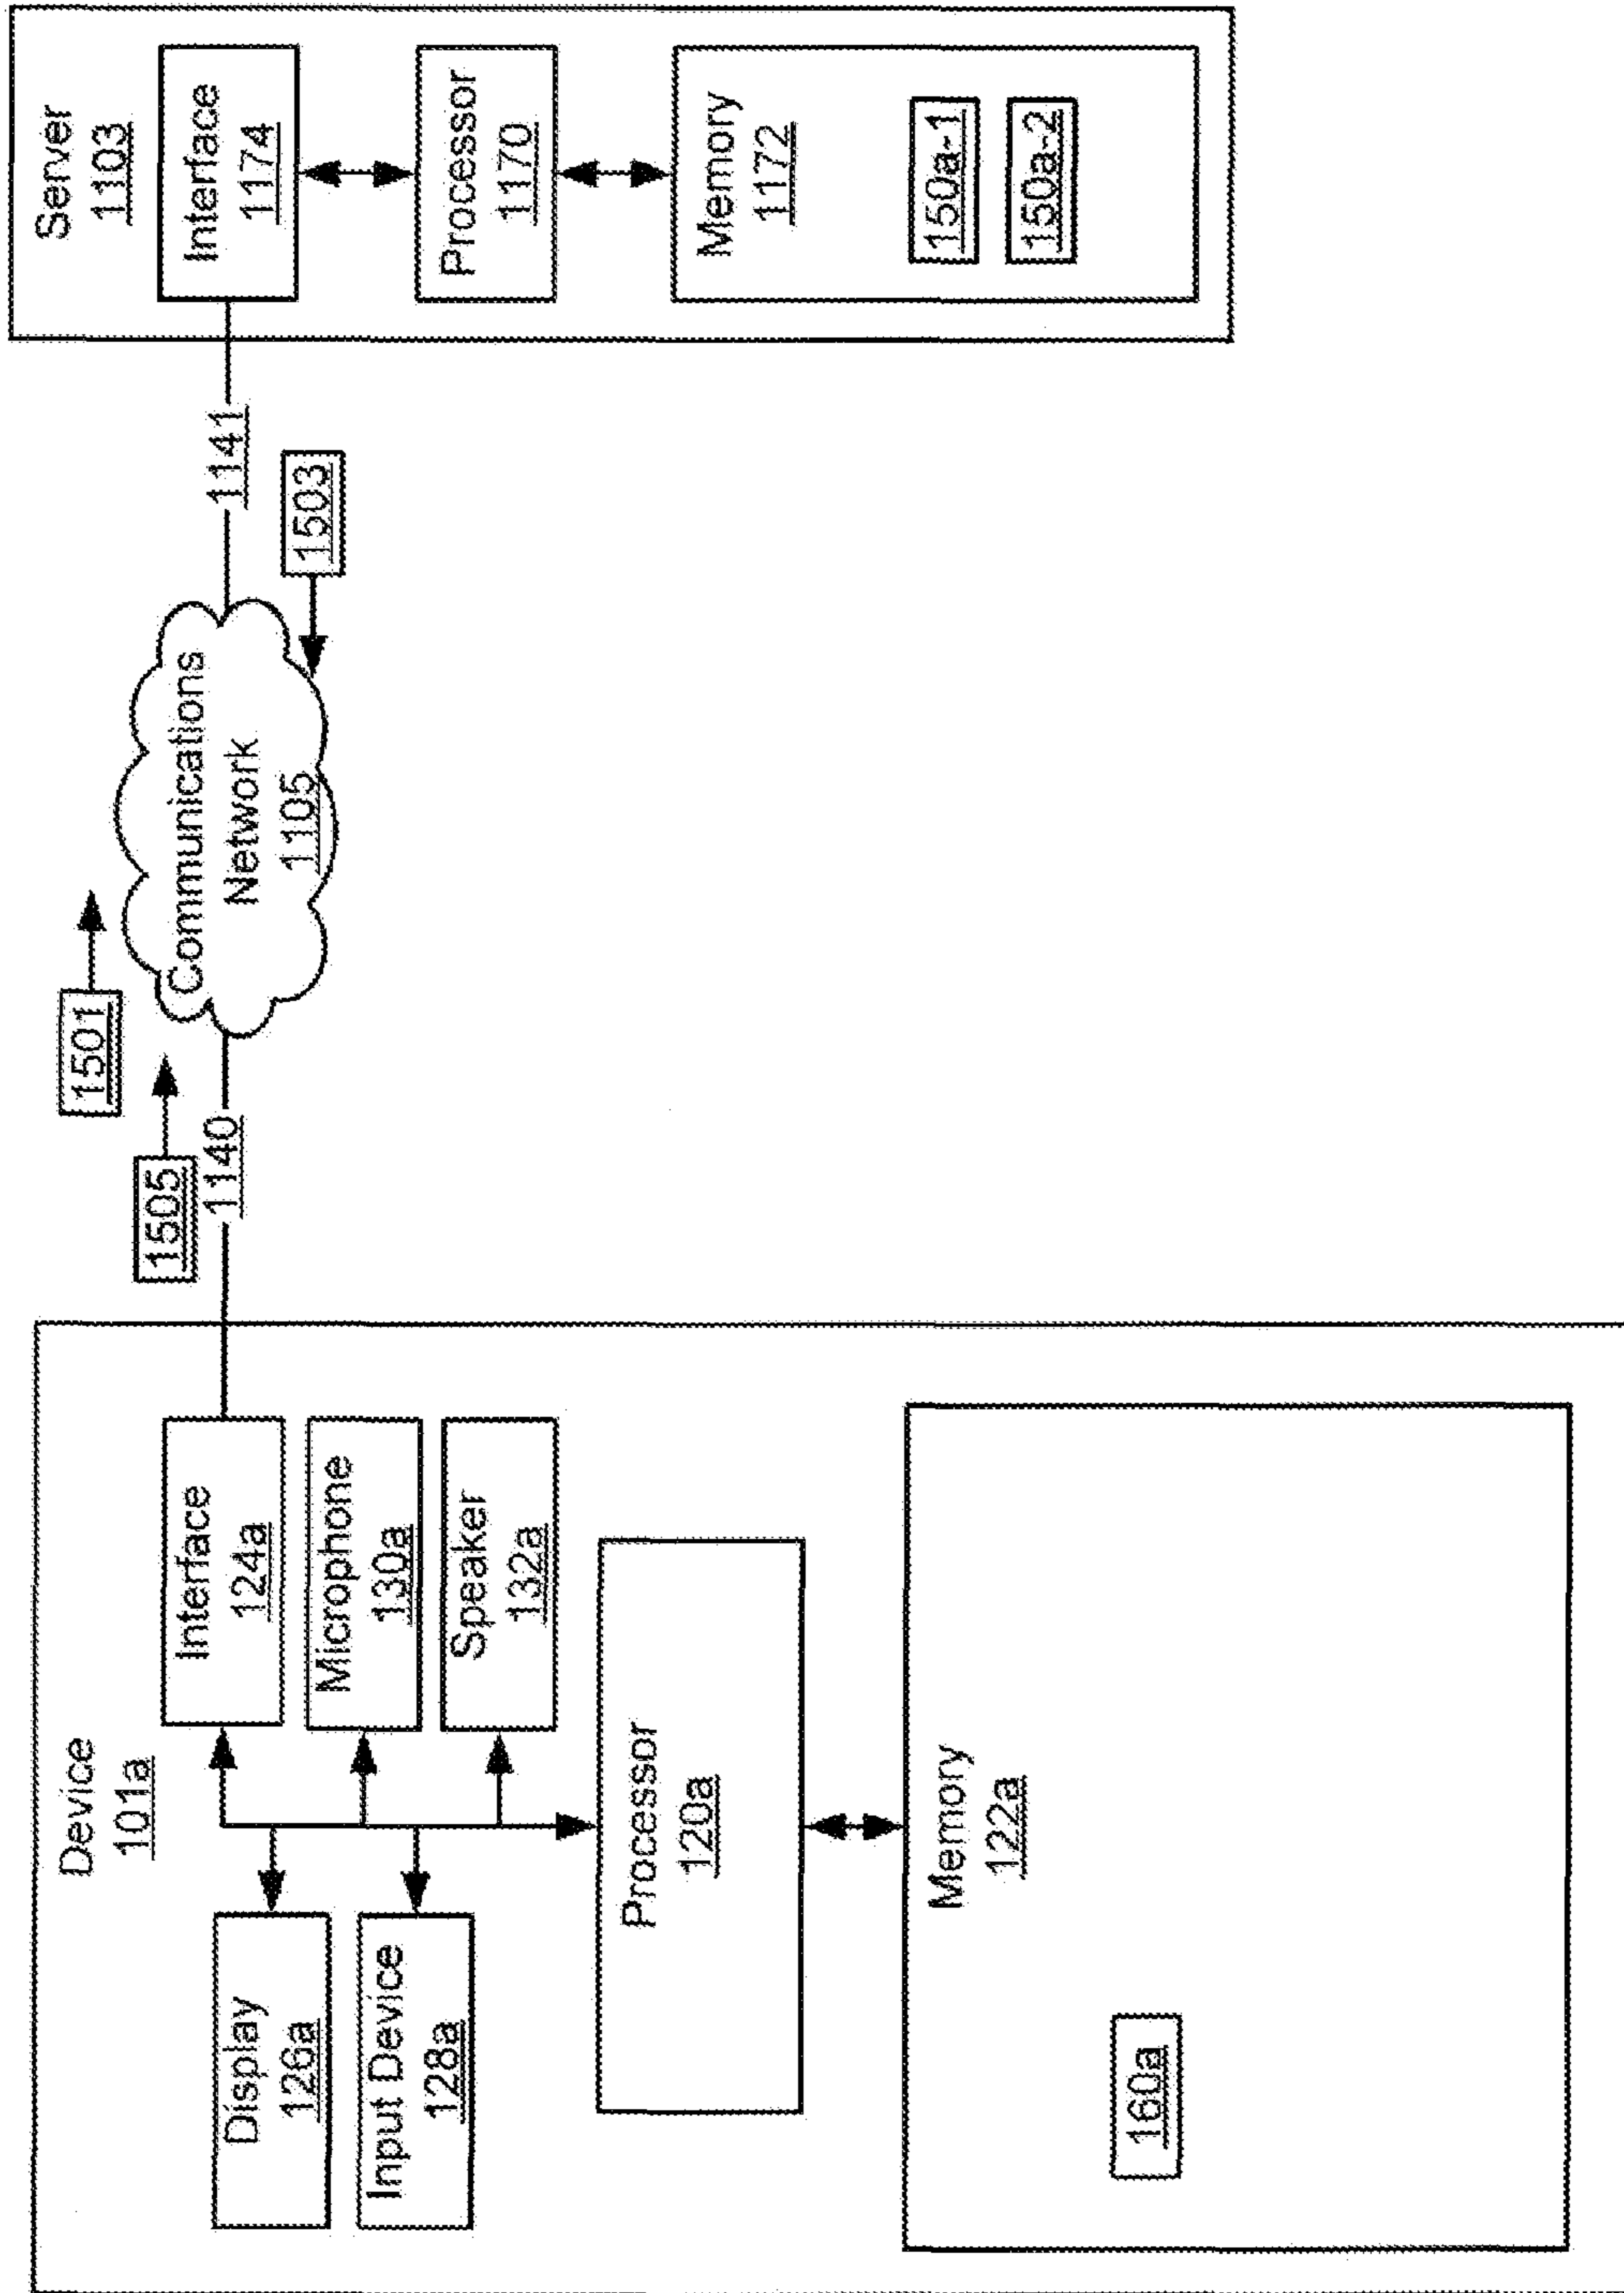 Device
101a
Display
126a
Input Device
128a
Interface
124a
Microphone
130a
Speaker
132a
Processor
120a
Memory
122a
160a
1505
1140
1501
Communications
Network
1105
1503
1141
Server
1103
Interface
1174
Processor
1170
Memory
1172
150a-1
150a-2